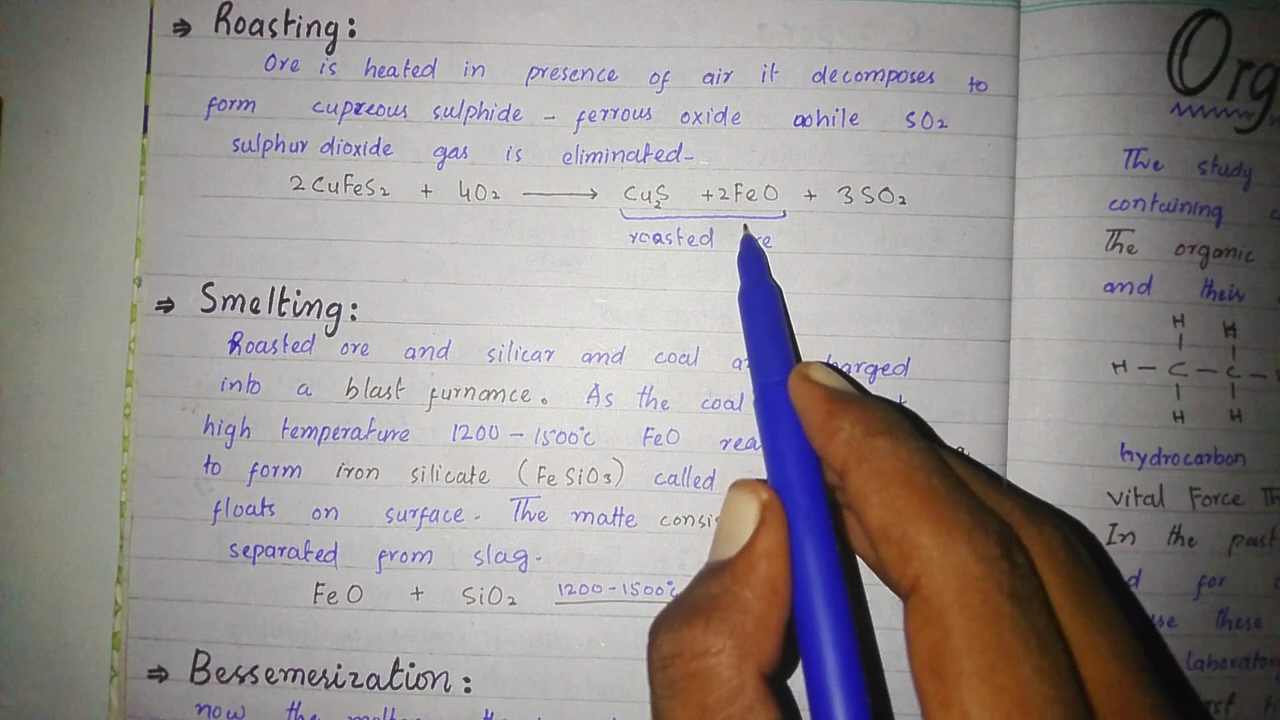 ⇒ Roasting:
Ore is heated in presence of air it decomposes to
form cupreous sulphide - ferrous oxide while SO2
sulphur dioxide gas is eliminated-
2CuFeS2 + 4O2 ⟶ Cu2S +2FeO + 3SO2
roasted
⇒ Smelting:
Roasted ore and silicar and coal
into a blast furnance. As the coal
high temperature 1200-1500°c FeO
to form iron silicate (FeSiO3) called
floats on surface. The matte
separated from slag.
FeO + SiO2 1200-1500°c
⇒ Bessemerization:
now the
Org
The study
containing
The organic
and their
H H
H - C - C -
H H
hydrocarbon
vital Force
In the past
for
these